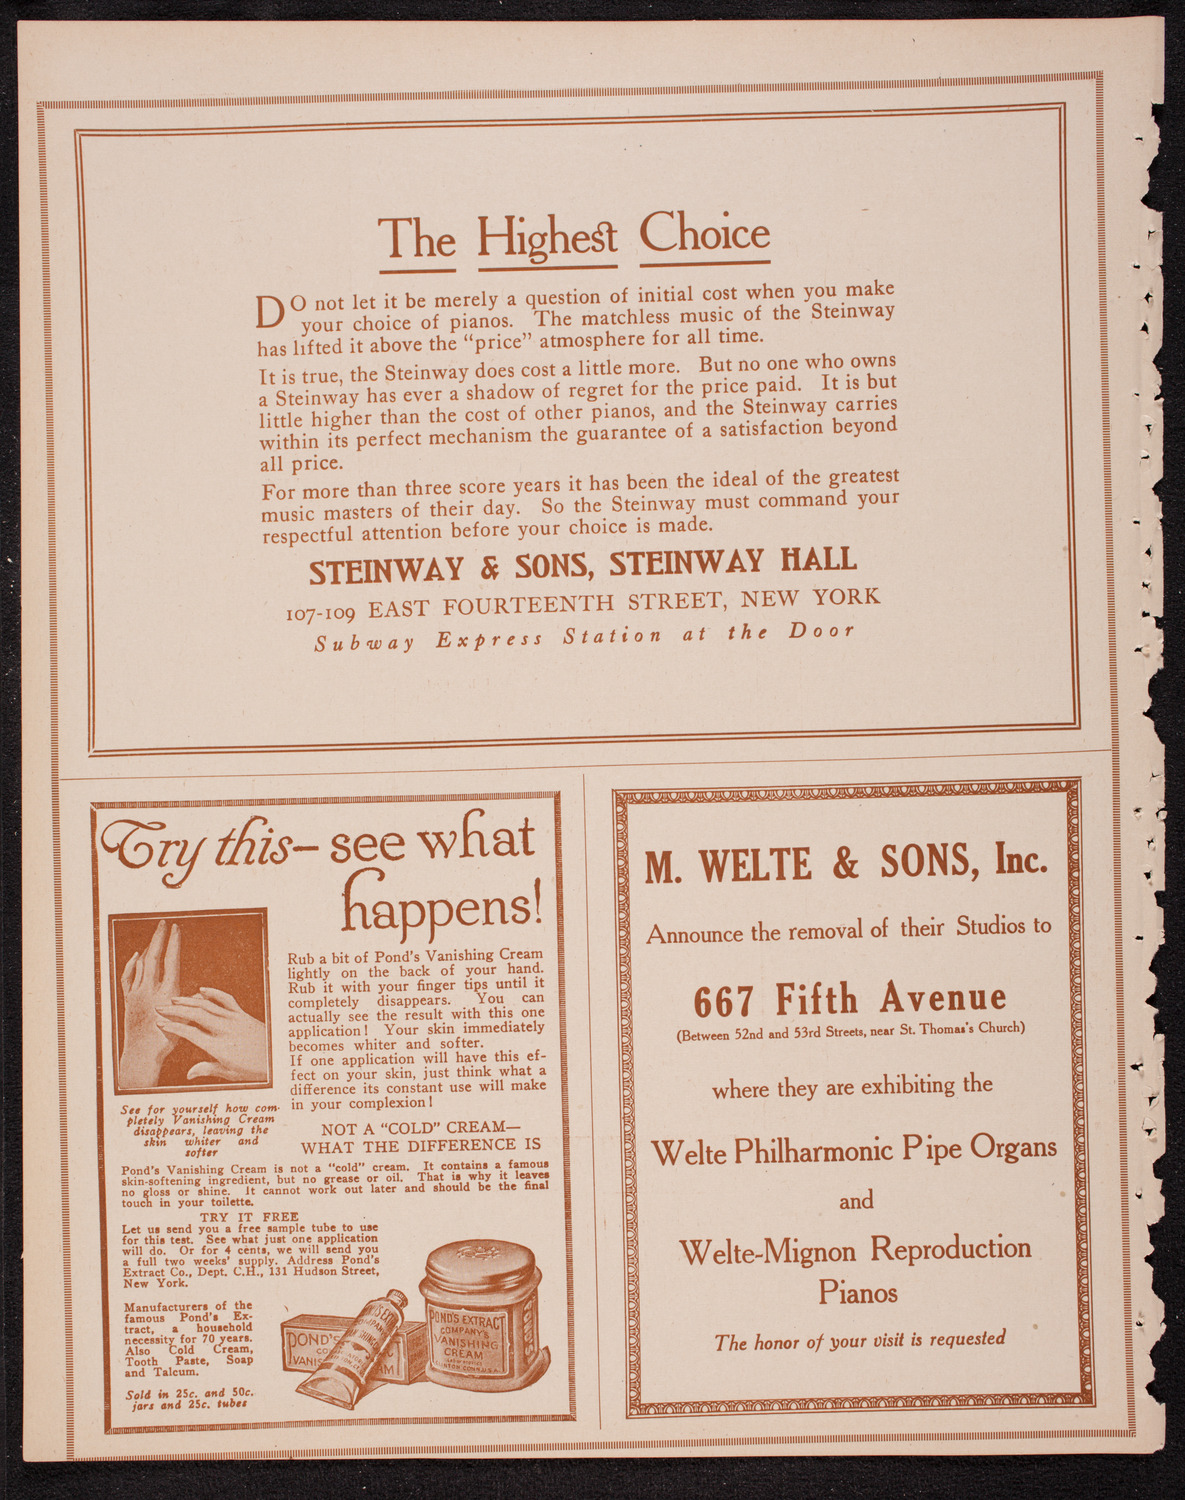 The Highest Choice
DO not let it be merely a question of initial cost when you make
your choice of pianos. The matchless music of the Steinway
has lifted it above the "price" atmosphere for all time.
It is true, the Steinway does cost a little more. But no one who owns
a Steinway has ever a shadow of regret for the price paid. It is but
little higher than the cost of other pianos, and the Steinway carries
within its perfect mechanism the guarantee of a satisfaction beyond
all price.
For more than three score years it has been the ideal of the greatest
music masters of their day. So the Steinway must command your
respectful attention before your choice is made.
STEINWAY & SONS, STEINWAY HALL
107-109 EAST FOURTEENTH STREET, NEW YORK
Subway Express Station at the Door
Try this—see what
happens!
Rub a bit of Pond's Vanishing Cream
lightly on the back of your hand.
Rub it with your finger tips until it
completely disappears. You can
actually see the result with this one
application! Your skin immediately
becomes whiter and softer.
If one application will have this ef-
fect on your skin, just think what a
difference its constant use will make
in your complexion!
See for yourself how com-
pletely Vanishing Cream
disappears, leaving the
skin whiter and
softer
NOT A "COLD" CREAM—
WHAT THE DIFFERENCE IS
Pond's Vanishing Cream is not a "cold" cream. It contains a famous
skin-softening ingredient, but no grease or oil. That is why it leaves
no gloss or shine. It cannot work out later and should be the final
touch in your toilette.
TRY IT FREE
Let us send you a free sample tube to use
for this test. See what just one application
will do. Or for 4 cents, we will send you
a full two weeks' supply. Address Pond's
Extract Co., Dept. C.H., 131 Hudson Street,
New York.
Manufacturers of the
famous Pond's Ex-
tract, a household
necessity for 70 years.
Also Cold Cream,
Tooth Paste, Soap
and Talcum.
Sold in 25c. and 50c.
jars and 25c. tubes
POND'S
VANIS
AM
POND'S EXTRACT
COMPANY'S
VANISHING
CREAM
M. WELTE & SONS, Inc.
Announce the removal of their Studios to
667 Fifth Avenue
(Between 52nd and 53rd Streets, near St. Thomas's Church)
where they are exhibiting the
Welte Philharmonic Pipe Organs
and
Welte-Mignon Reproduction
Pianos
The honor of your visit is requested